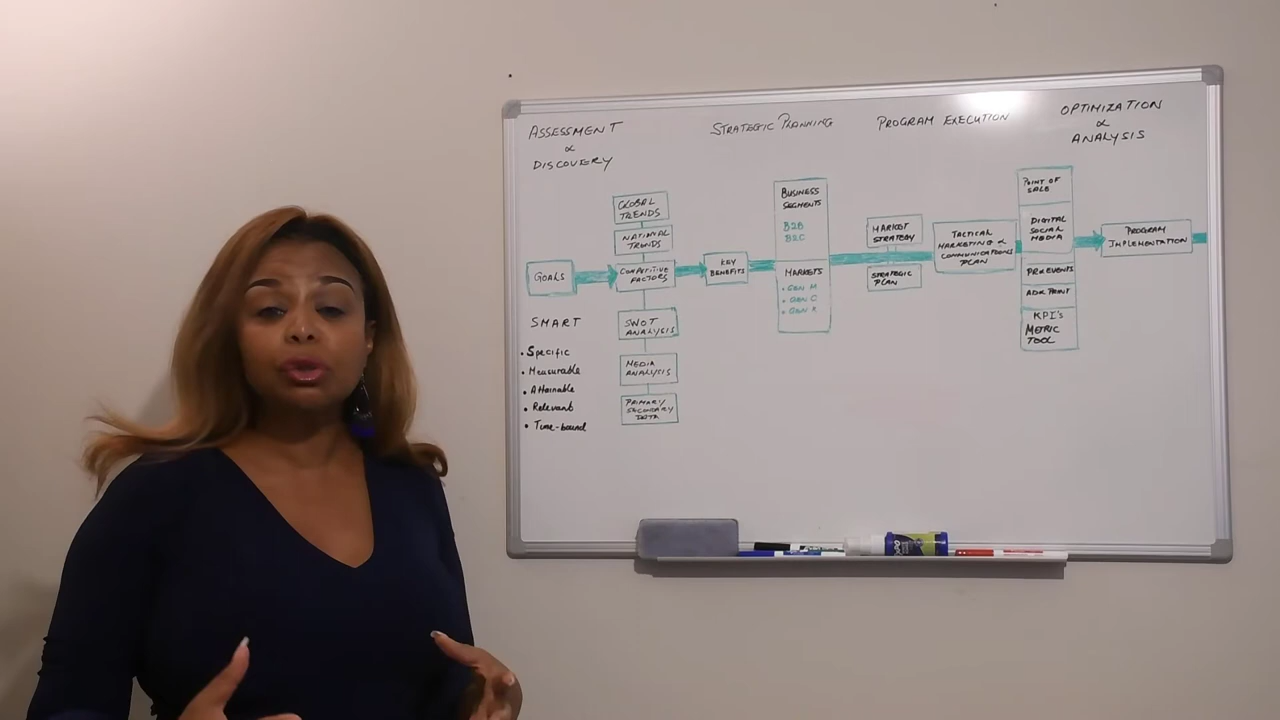 ASSESSMENT
&
DISCOVERY
STRATEGIC PLANNING
PROGRAM EXECUTION
OPTIMIZATION
&
ANALYSIS
GOALS
SMART
• Specific
• Measurable
• Attainable
• Relevant
• Time-bound
GLOBAL
TRENDS
NATIONAL
TRENDS
COMPETITIVE
FACTORS
SWOT
ANALYSIS
MEDIA
ANALYSIS
PRIMARY
SECONDARY
DATA
KEY
BENEFITS
BUSINESS
SEGMENTS
B2B
B2C
MARKETS
• GEN M
• GEN C
• GEN X
MARKET
STRATEGY
STRATEGIC
PLAN
TACTICAL
MARKETING &
COMMUNICATIONS
PLAN
POINT OF
SALE
DIGITAL
SOCIAL
MEDIA
PR EVENTS
AD & PRINT
KPI's
METRIC
TOOL
PROGRAM
IMPLEMENTATION